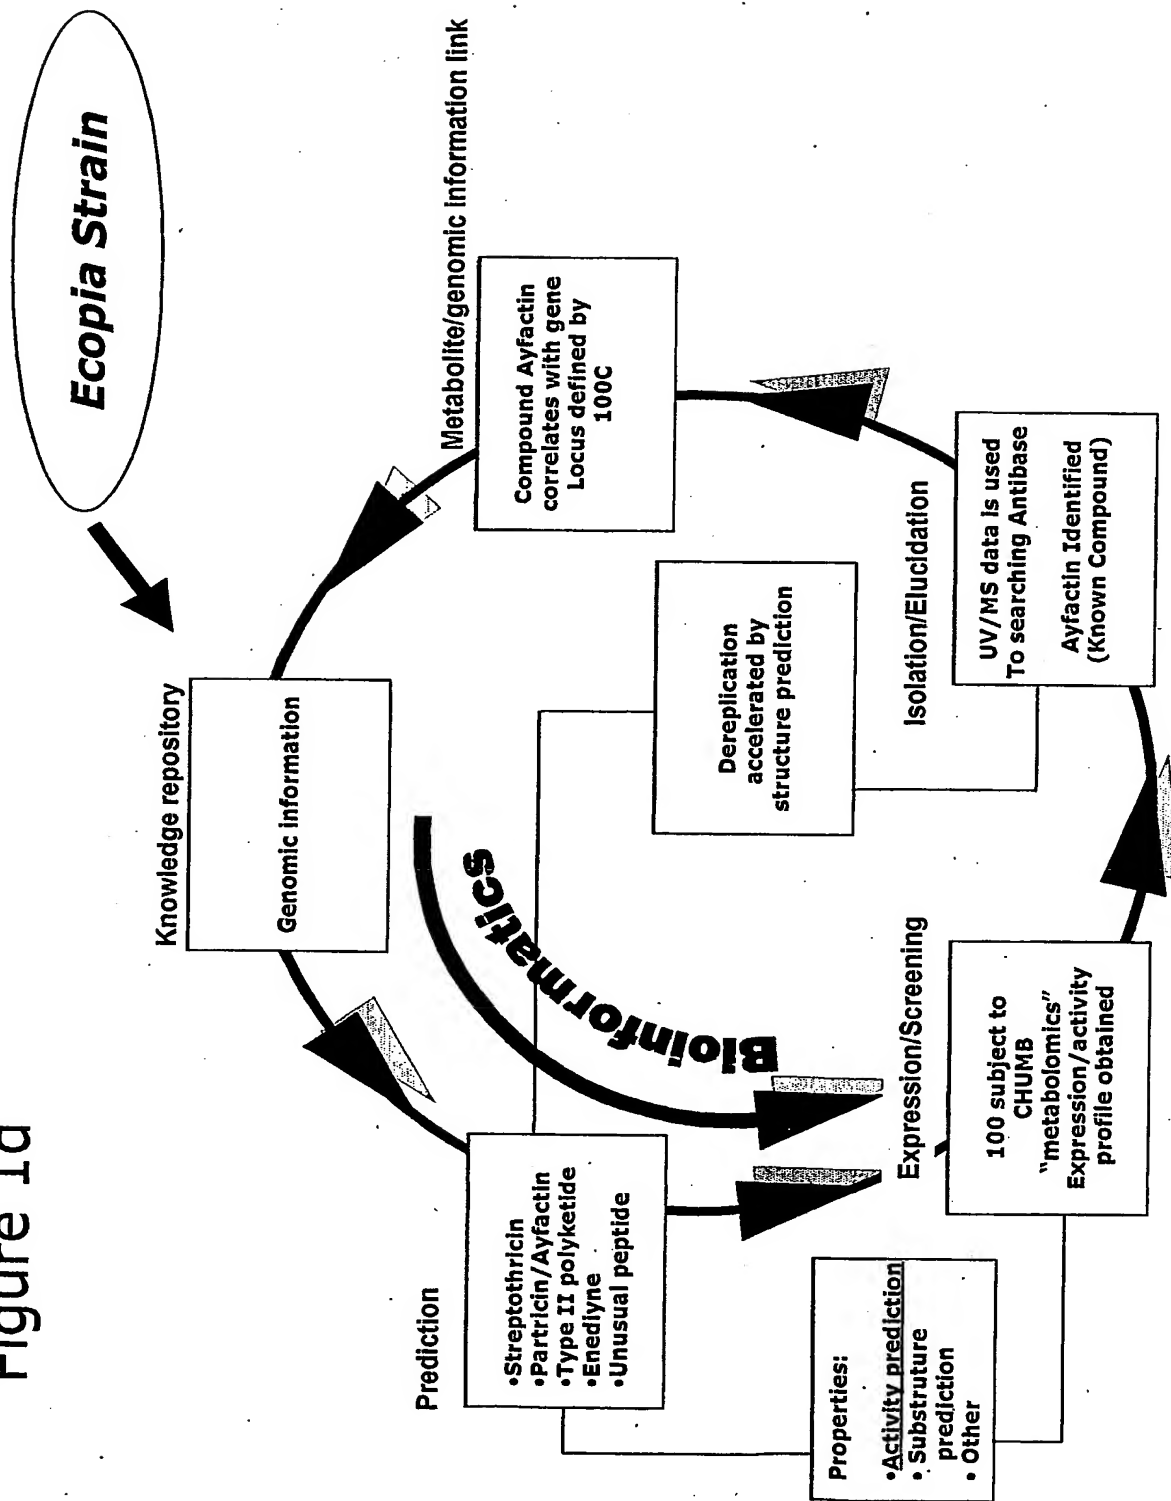 Figure 1d
Ecopia Strain
Knowledge repository
Genomic information
Metabolite/genomic information link
Compound Ayfactin
correlates with gene
Locus defined by
100C
Prediction
•Streptothricin
•Partricin/Ayfactin
•Type II polyketide
•Enediyne
•Unusual peptide
Bioinformatics
Dereplication
accelerated by
structure prediction
Properties:
•Activity prediction
• Substruture
prediction
• Other
Expression/Screening
100 subject to
CHUMB
"metabolomics"
Expression/activity
profile obtained
Isolation/Elucidation
UV/MS data is used
To searching Antibase
Ayfactin Identified
(Known Compound)